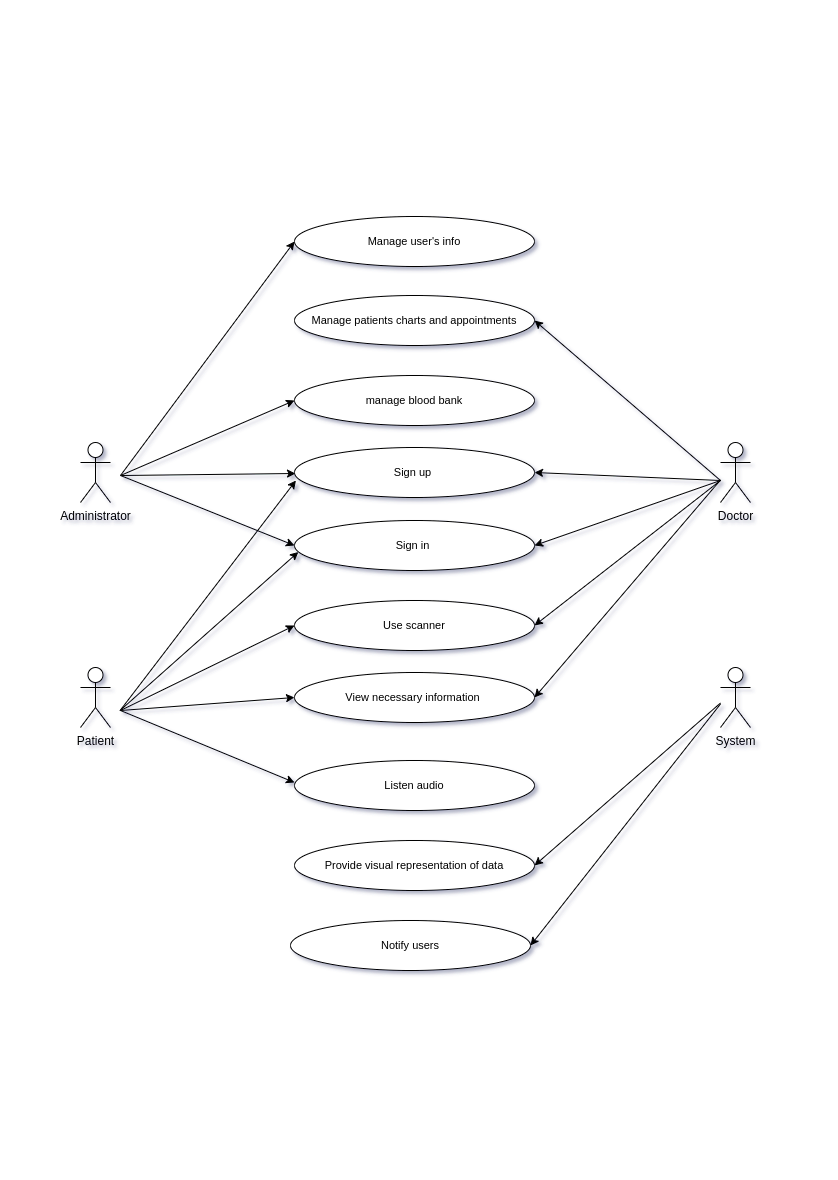 Manage user's info
Manage patients charts and appointments
manage blood bank
Sign up
Administrator
Doctor
Sign in
Use scanner
View necessary information
Patient
System
Listen audio
Provide visual representation of data
Notify users